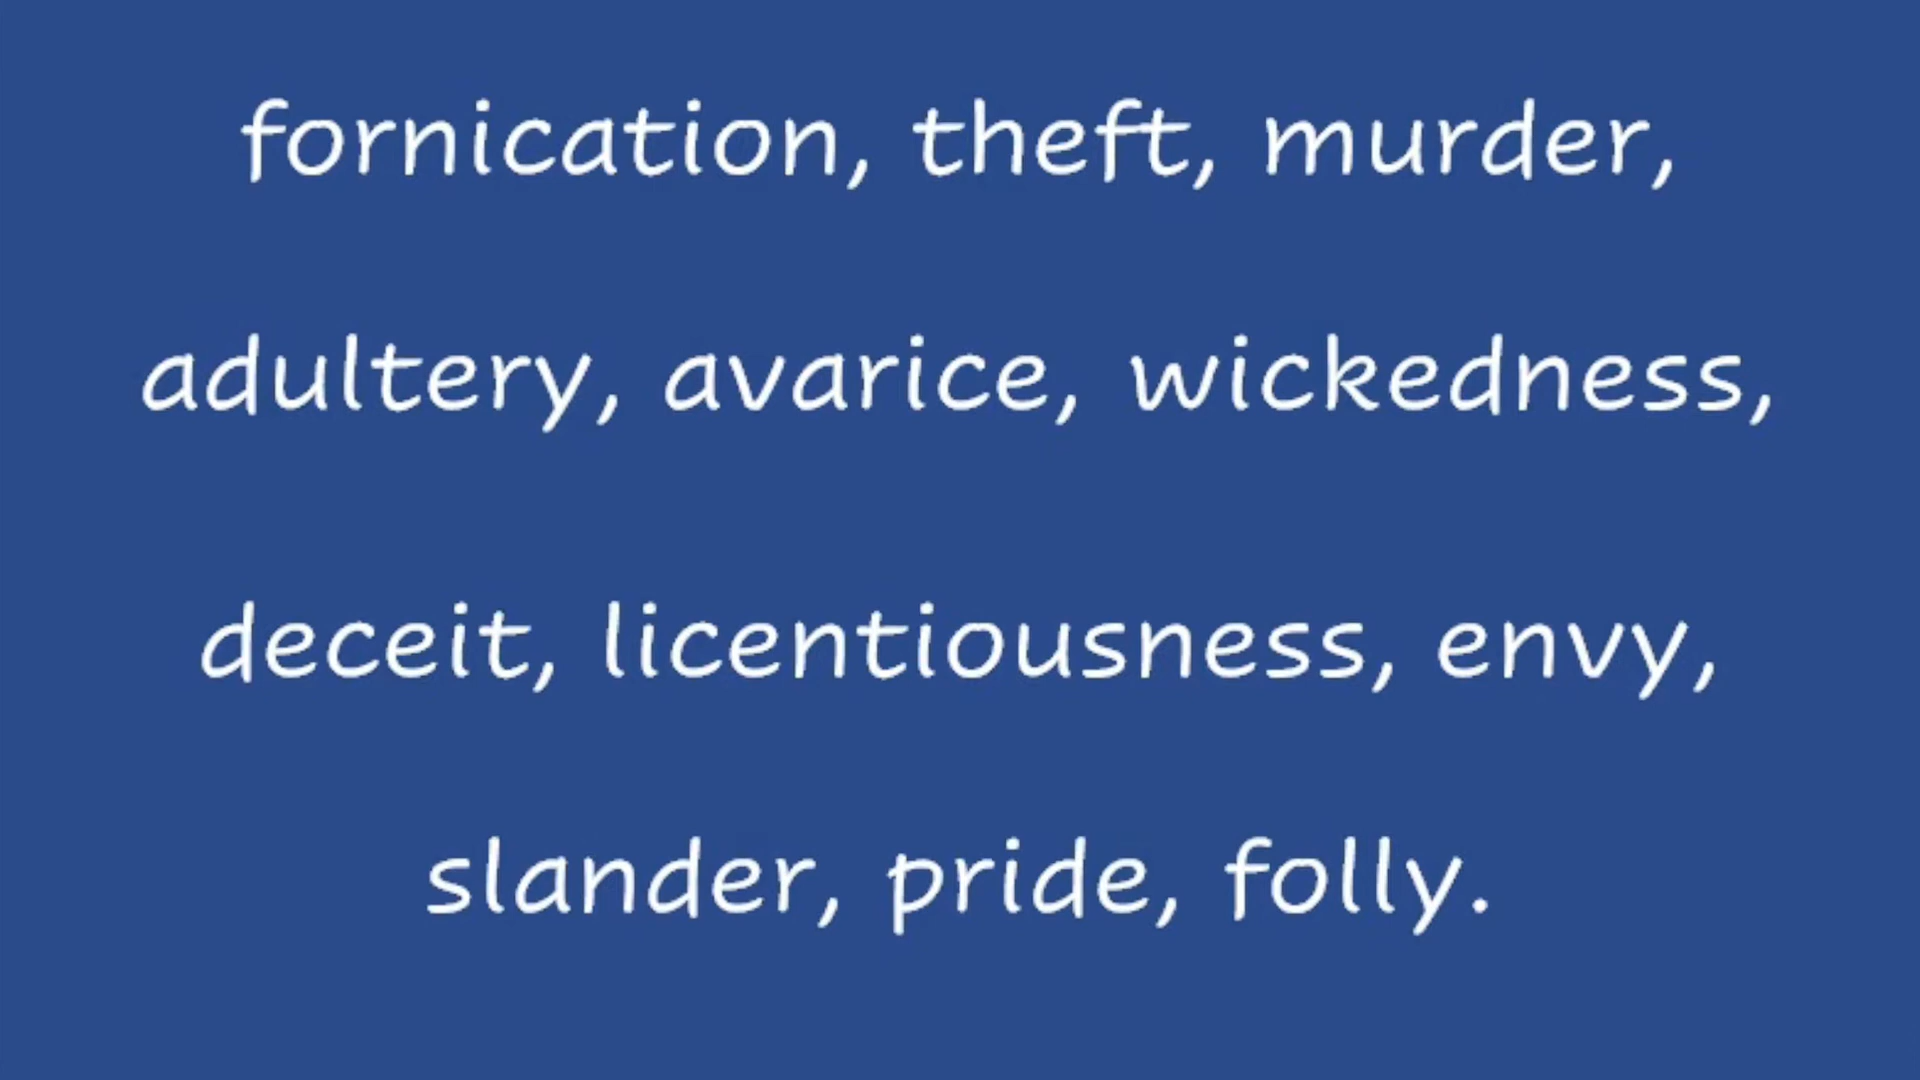 fornication, theft, murder,
adultery, avarice, wickedness,
deceit, licentiousness, envy,
slander, pride, folly.